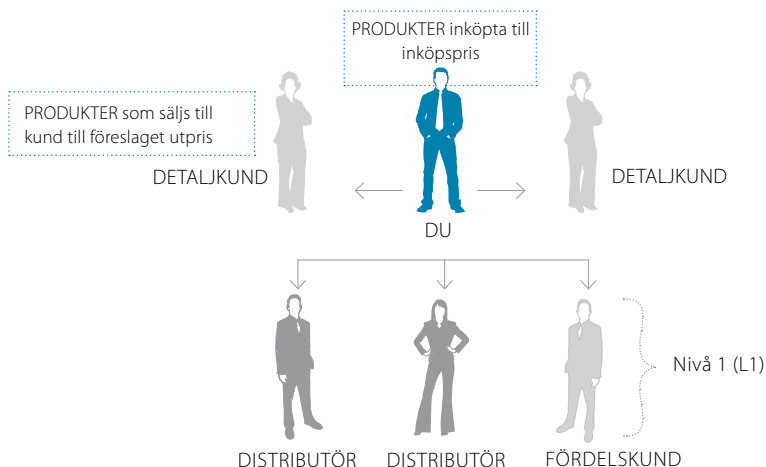 PRODUKTER inköpta till
inköpspris
PRODUKTER som säljs till
kund till föreslaget utpris
DETALJKUND
DETALJKUND
DU
Nivå 1 (L1)
DISTRIBUTÖR
DISTRIBUTÖR
FÖRDELSKUND